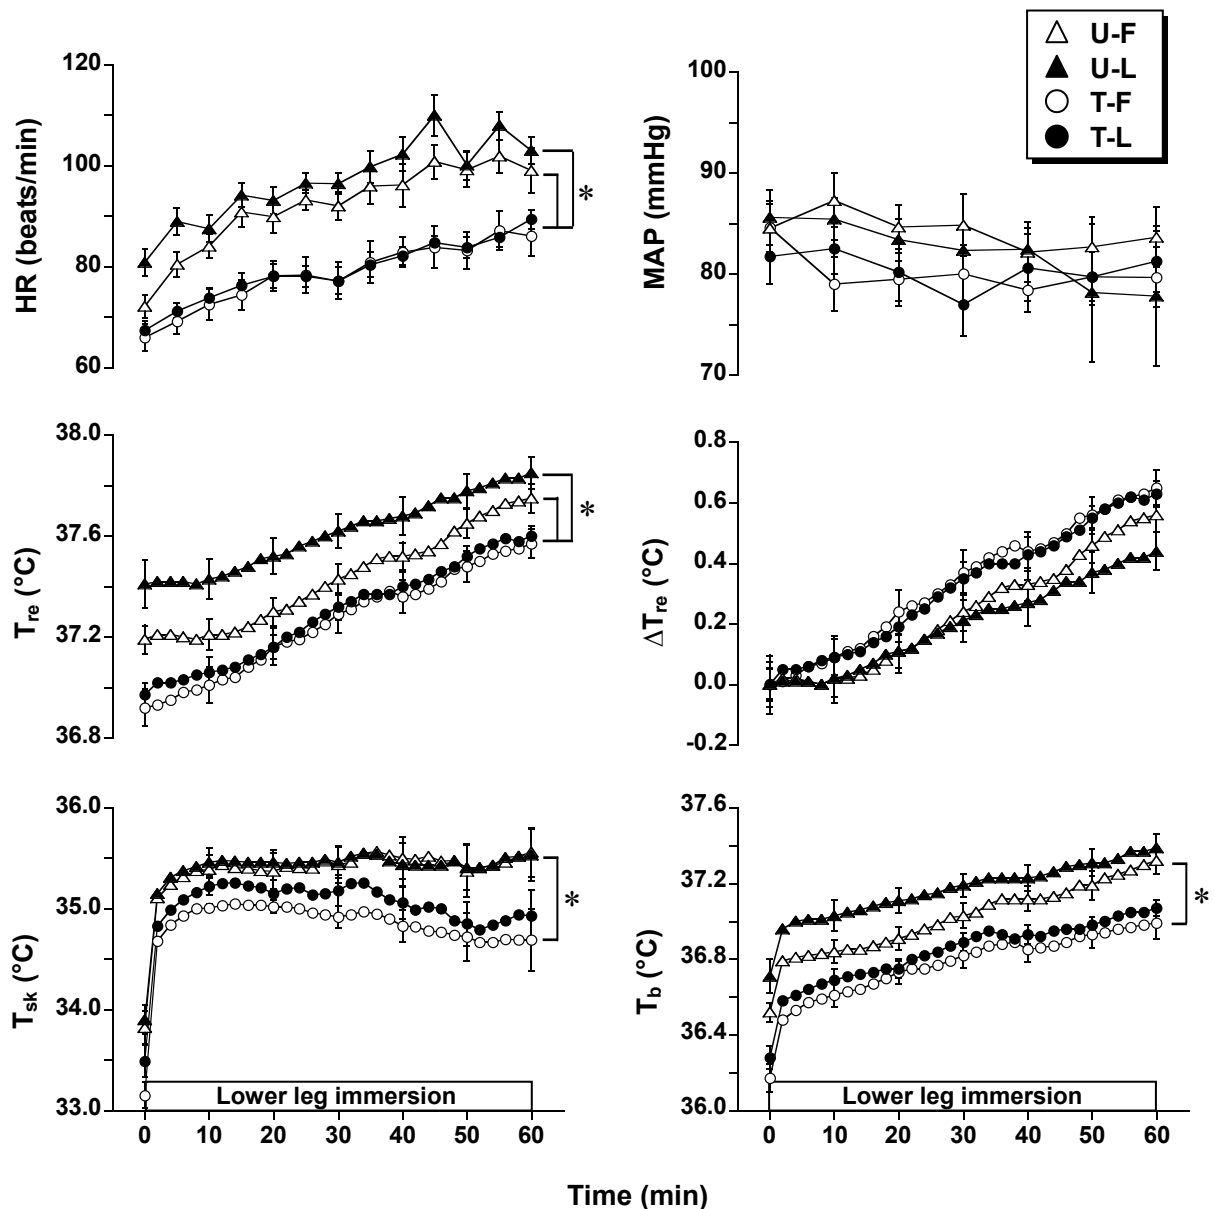 U-F
U-L
T-F
T-L
HR (beats/min)
120
100
80
60
*
MAP (mmHg)
100
90
80
70
Tre (°C)
38.0
37.6
37.2
36.8
*
ΔTre (°C)
0.8
0.6
0.4
0.2
0.0
-0.2
Tsk (°C)
36.0
35.0
34.0
33.0
*
Lower leg immersion
0 10 20 30 40 50 60
Tb (°C)
37.6
37.2
36.8
36.4
36.0
*
Lower leg immersion
0 10 20 30 40 50 60
Time (min)